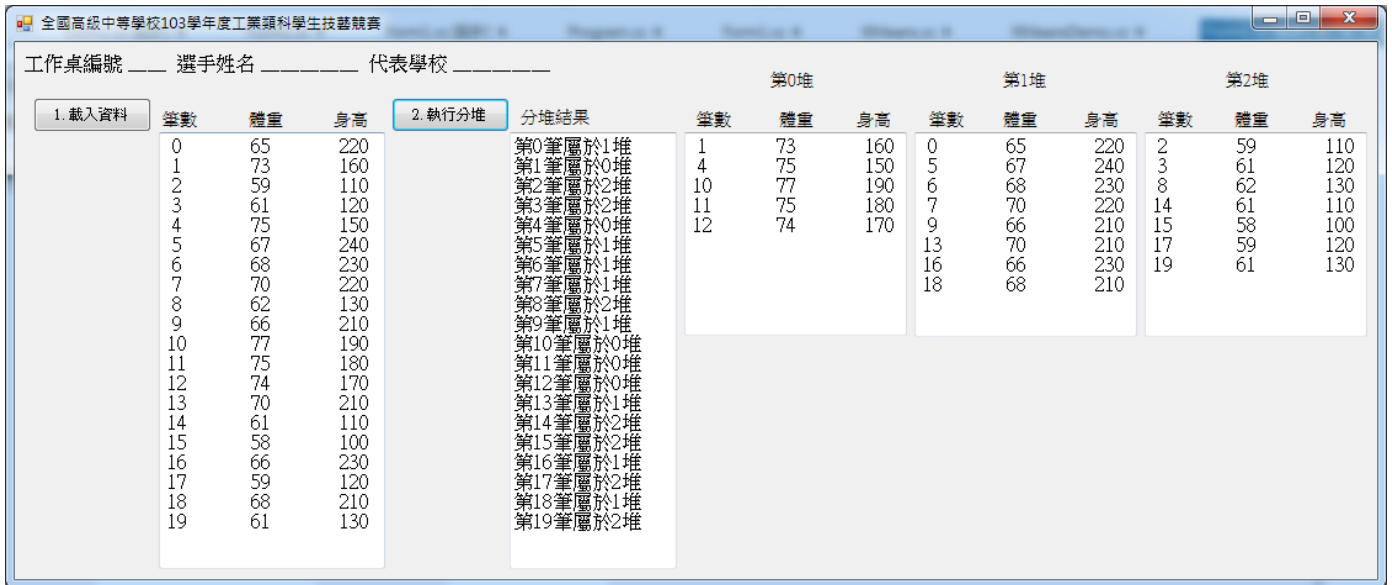 全國高級中等學校103學年度工業類科學生技藝競賽
工作桌編號 ___ 選手姓名 ________ 代表學校 ________
第0堆 第1堆 第2堆
1. 載入資料 筆數 體重 身高 2. 執行分堆 分堆結果 筆數 體重 身高 筆數 體重 身高 筆數 體重 身高
0 65 220 第0筆屬於1堆 1 73 160 0 65 220 2 59 110
1 73 160 第1筆屬於0堆 4 75 150 5 67 240 3 61 120
2 59 110 第2筆屬於2堆 10 77 190 6 68 230 8 62 130
3 61 120 第3筆屬於2堆 11 75 180 7 70 220 14 61 110
4 75 150 第4筆屬於0堆 12 74 170 9 66 210 15 58 100
5 67 240 第5筆屬於1堆 13 70 210 17 59 120
6 68 230 第6筆屬於1堆 16 66 230 19 61 130
7 70 220 第7筆屬於1堆 18 68 210
8 62 130 第8筆屬於2堆
9 66 210 第9筆屬於1堆
10 77 190 第10筆屬於0堆
11 75 180 第11筆屬於0堆
12 74 170 第12筆屬於0堆
13 70 210 第13筆屬於1堆
14 61 110 第14筆屬於2堆
15 58 100 第15筆屬於2堆
16 66 230 第16筆屬於1堆
17 59 120 第17筆屬於2堆
18 68 210 第18筆屬於1堆
19 61 130 第19筆屬於2堆